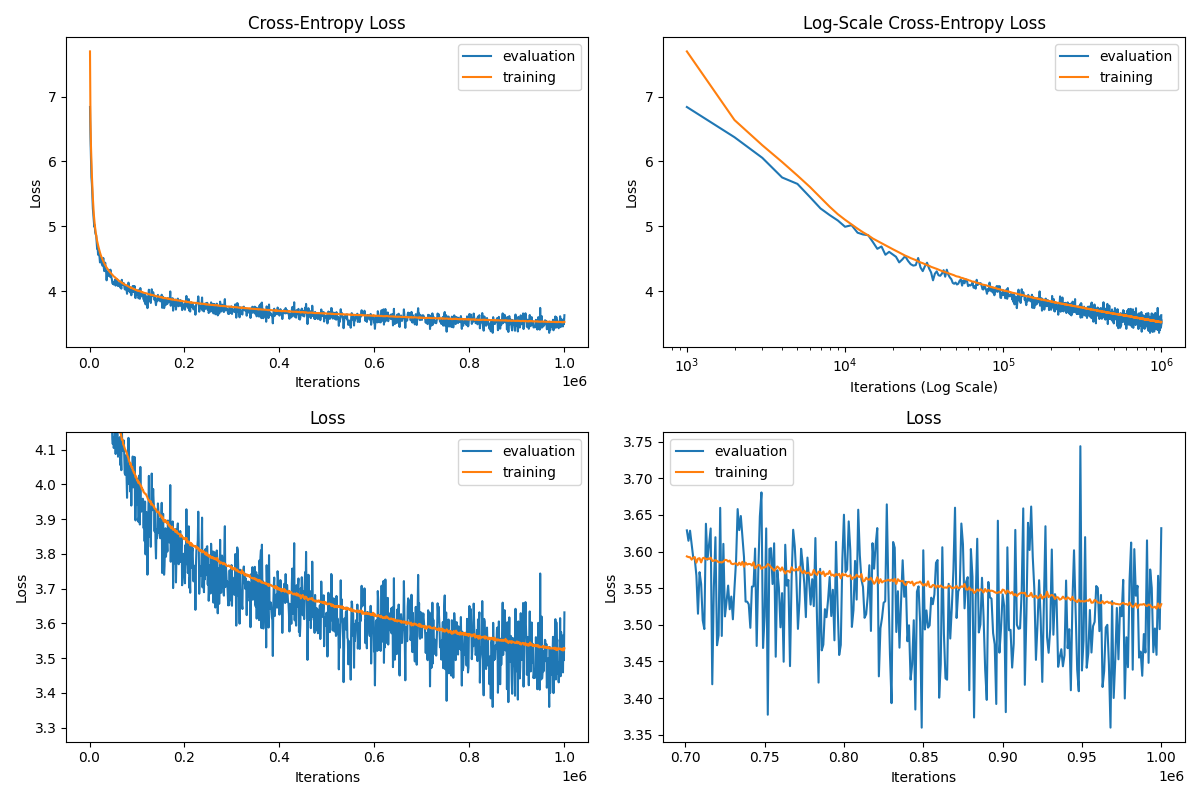 Cross-Entropy Loss
Loss
7
6
5
4
evaluation
training
0.0 0.2 0.4 0.6 0.8 1.0
1e6
Iterations
Log-Scale Cross-Entropy Loss
Loss
7
6
5
4
evaluation
training
10^3 10^4 10^5 10^6
Iterations (Log Scale)
Loss
Loss
4.1
4.0
3.9
3.8
3.7
3.6
3.5
3.4
3.3
evaluation
training
0.0 0.2 0.4 0.6 0.8 1.0
1e6
Iterations
Loss
Loss
3.75
3.70
3.65
3.60
3.55
3.50
3.45
3.40
3.35
evaluation
training
0.70 0.75 0.80 0.85 0.90 0.95 1.00
1e6
Iterations